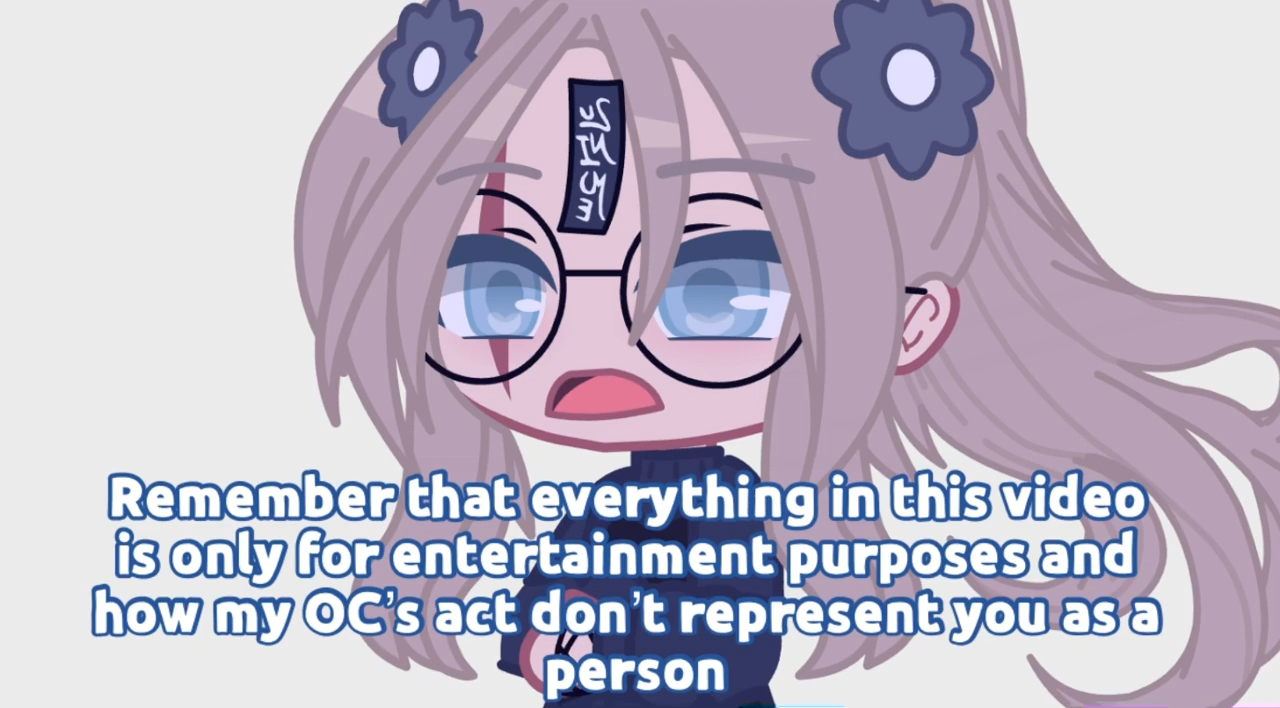 Remember that everything in this video
is only for entertainment purposes and
how my OC's act don't represent you as a
person